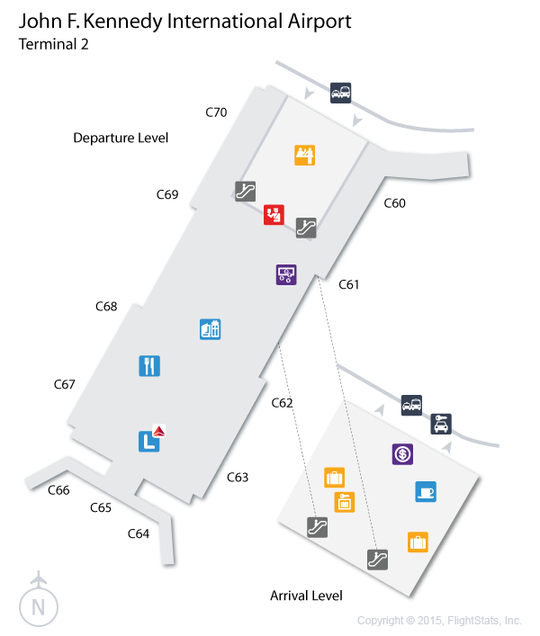 John F. Kennedy International Airport
Terminal 2
C70
Departure Level
C69
C60
C61
C68
C67
C62
L
C63
C66
C65
C64
$
Arrival Level
N
Copyright © 2015, FlightStats, Inc.